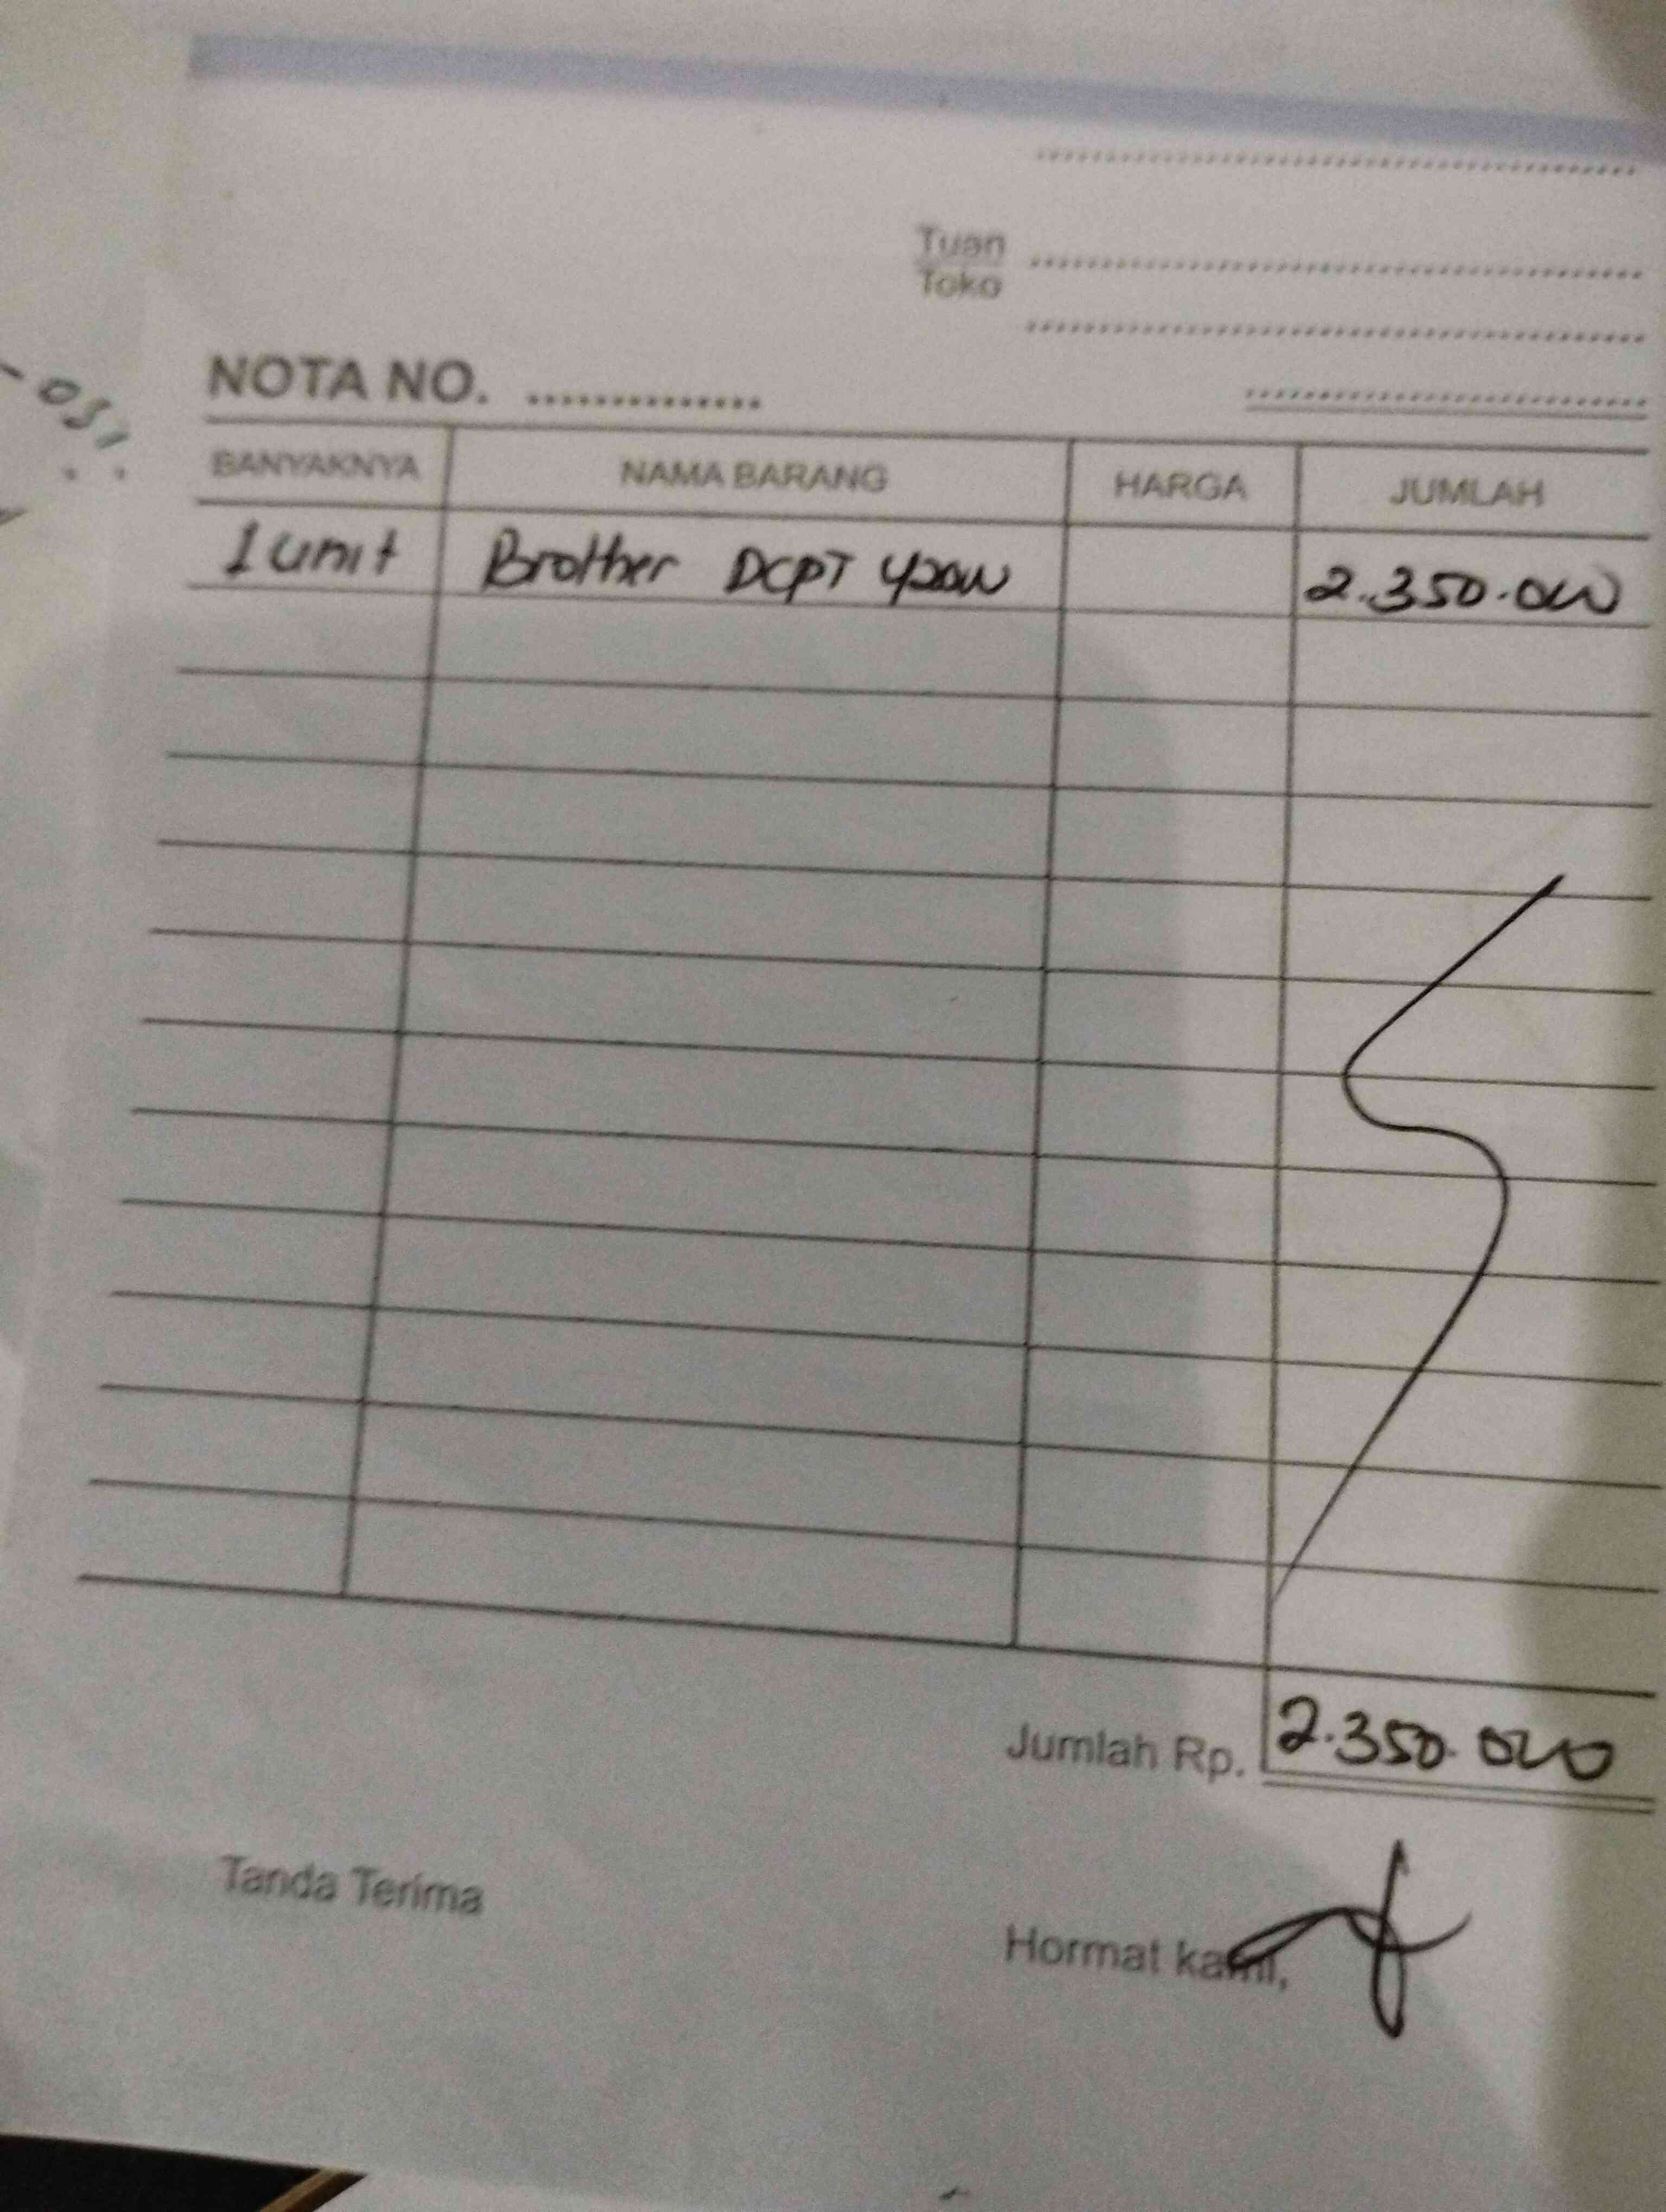 Tuan
Toko
NOTA NO. ..............
BANYAKNYA NAMA BARANG HARGA JUMLAH
1 unit Brother DCPT 420W 2.350.000
Jumlah Rp. 2.350.000
Tanda Terima
Hormat kami,